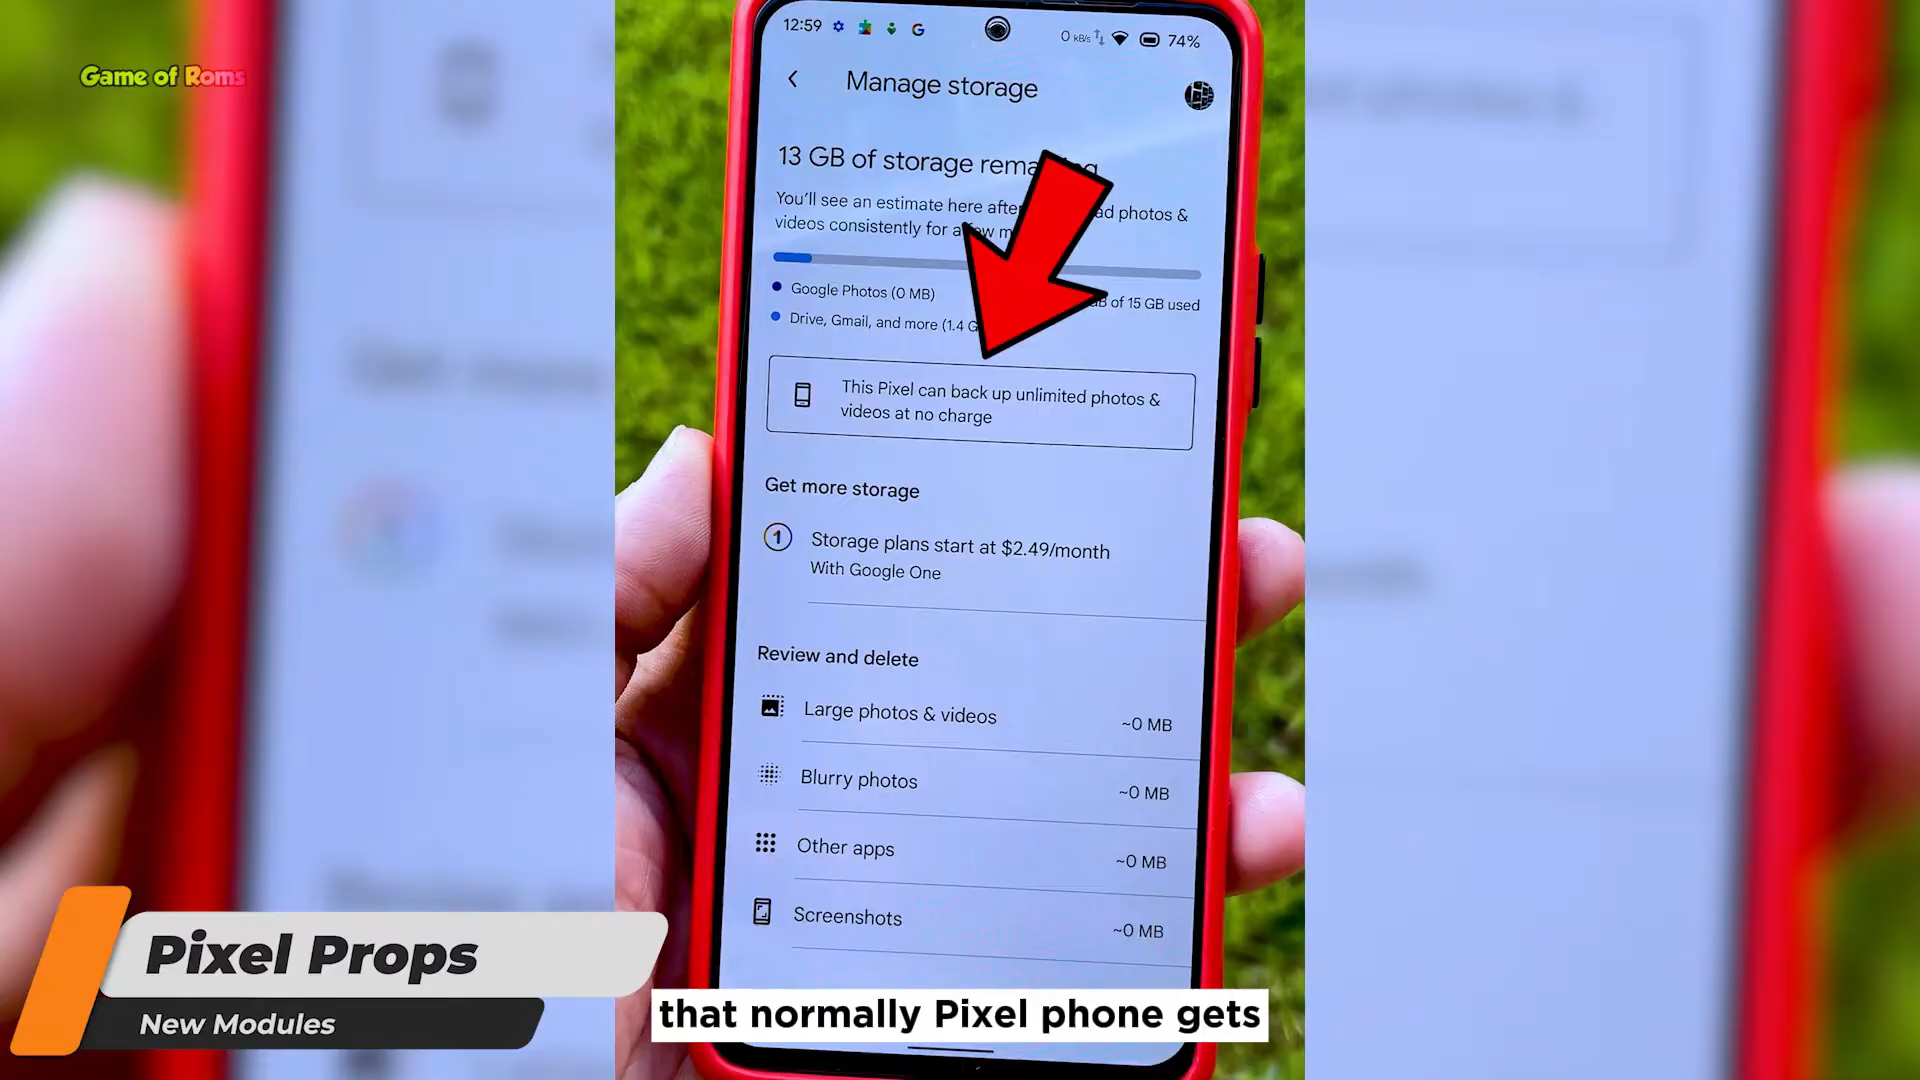 Game of Roms
12:59
0 kB/s
74%
Manage storage
13 GB of storage
You'll see an estimate here photos &
videos consistently for a
Google Photos (0 MB)
of 15 GB used
Drive, Gmail, and more (1.4
This Pixel can back up unlimited photos &
videos at no charge
Get more storage
1
Storage plans start at $2.49/month
With Google One
Review and delete
Large photos & videos
~0 MB
Blurry photos
~0 MB
Other apps
~0 MB
Screenshots
~0 MB
Pixel Props
New Modules
that normally Pixel phone gets